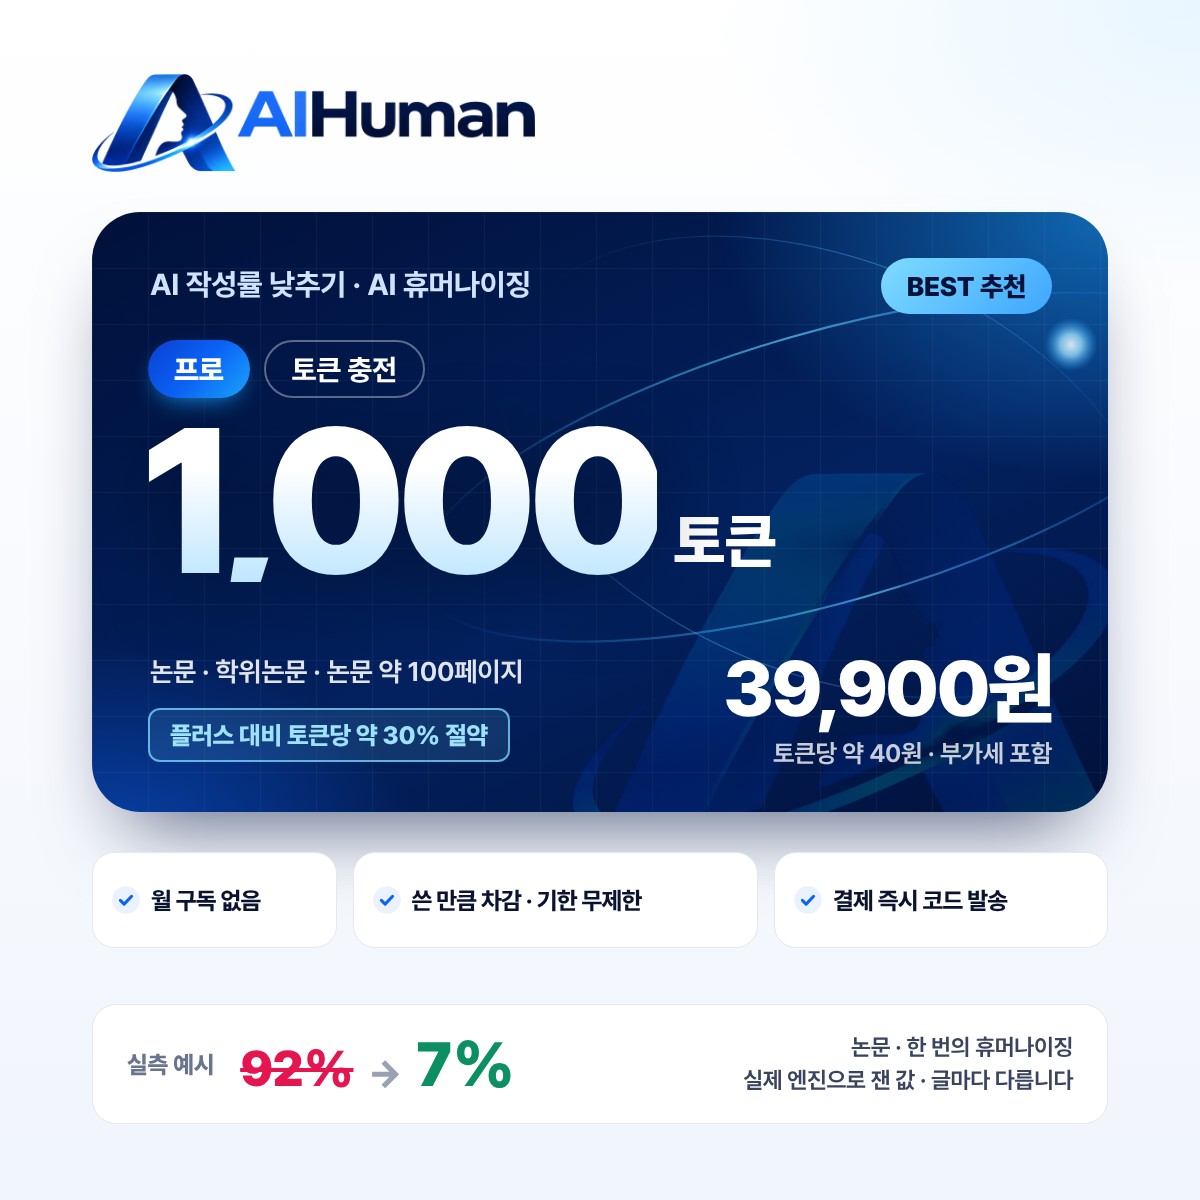 AIHuman
AI 작성률 낮추기 · AI 휴머나이징
BEST 추천
프로
토큰 충전
1,000 토큰
논문 · 학위논문 · 논문 약 100페이지
플러스 대비 토큰당 약 30% 절약
39,900원
토큰당 약 40원 · 부가세 포함
월 구독 없음
쓴 만큼 차감 · 기한 무제한
결제 즉시 코드 발송
실측 예시 92% → 7%
논문 · 한 번의 휴머나이징
실제 엔진으로 잰 값 · 글마다 다릅니다